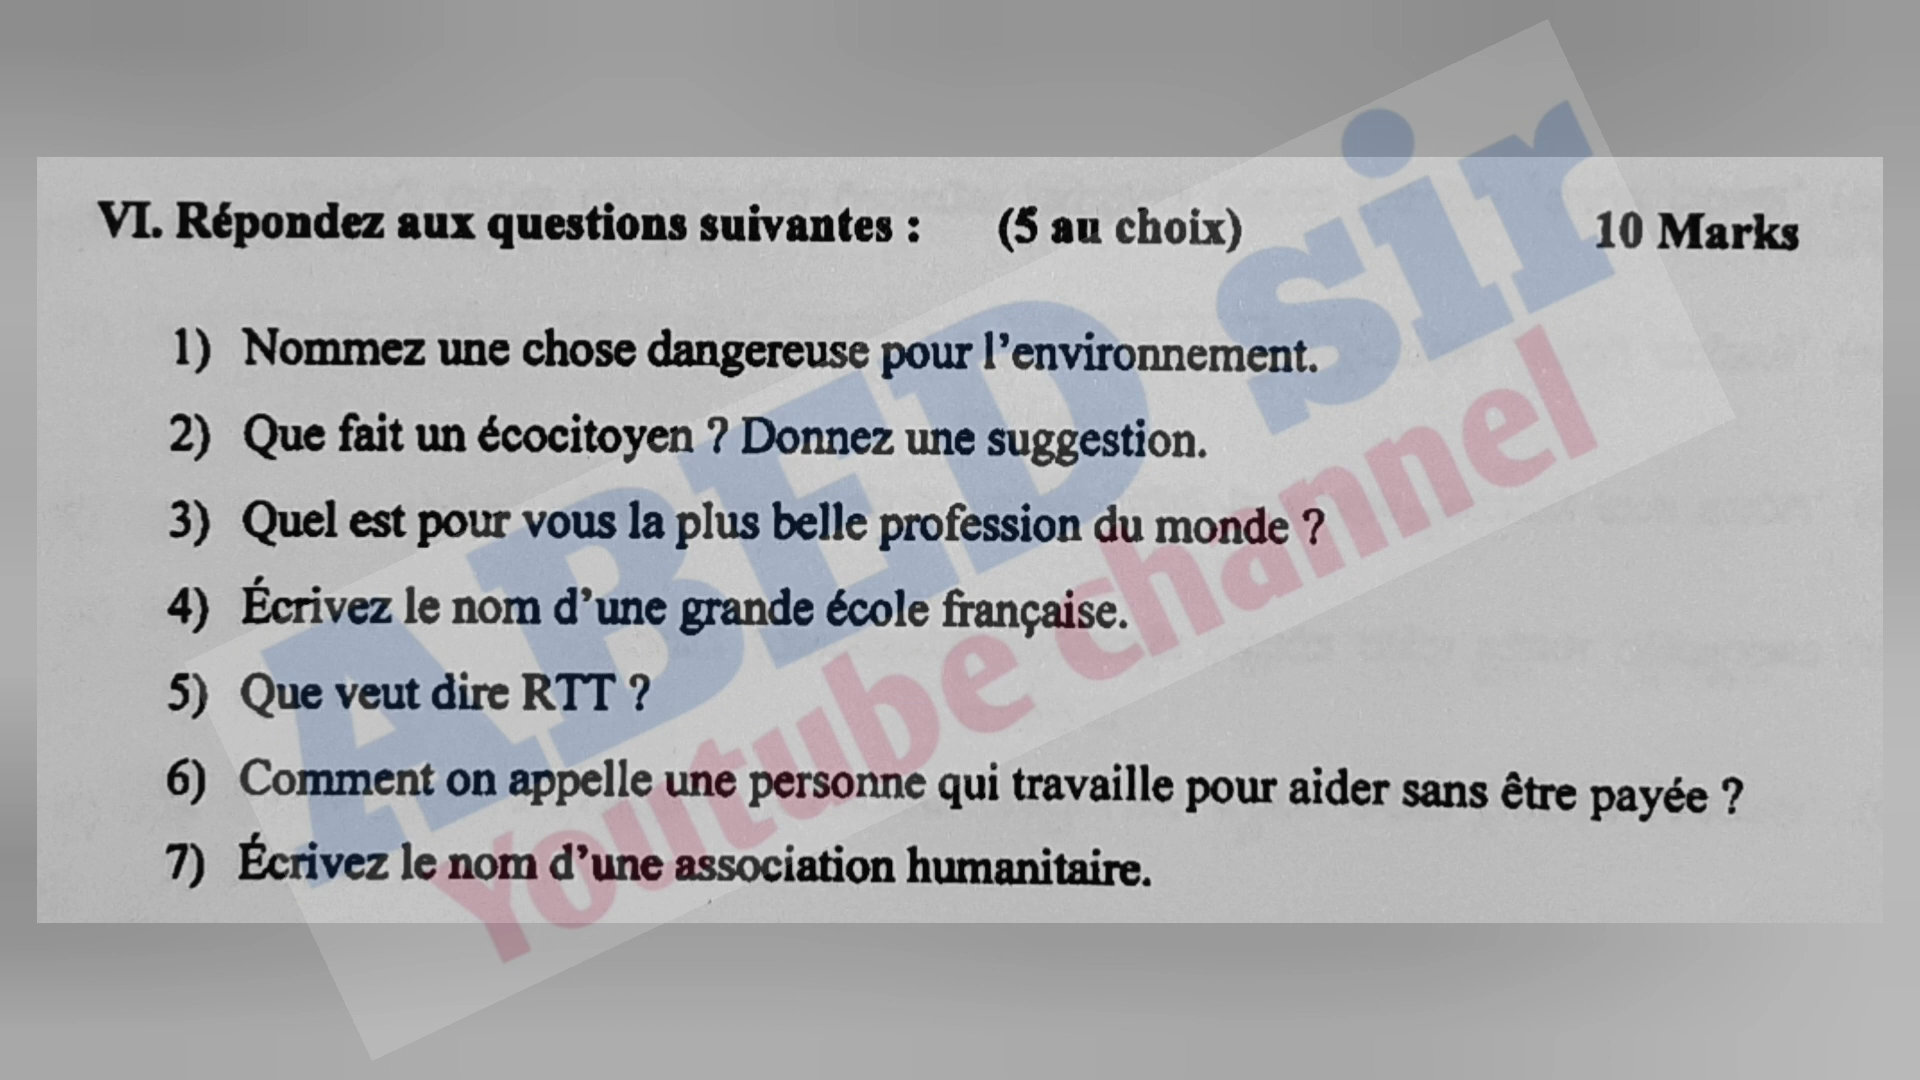 VI. Répondez aux questions suivantes : (5 au choix) 10 Marks
1) Nommez une chose dangereuse pour l'environnement.
2) Que fait un écocitoyen ? Donnez une suggestion.
3) Quel est pour vous la plus belle profession du monde ?
4) Écrivez le nom d'une grande école française.
5) Que veut dire RTT ?
6) Comment on appelle une personne qui travaille pour aider sans être payée ?
7) Écrivez le nom d'une association humanitaire.
ABED sir
Youtube channel